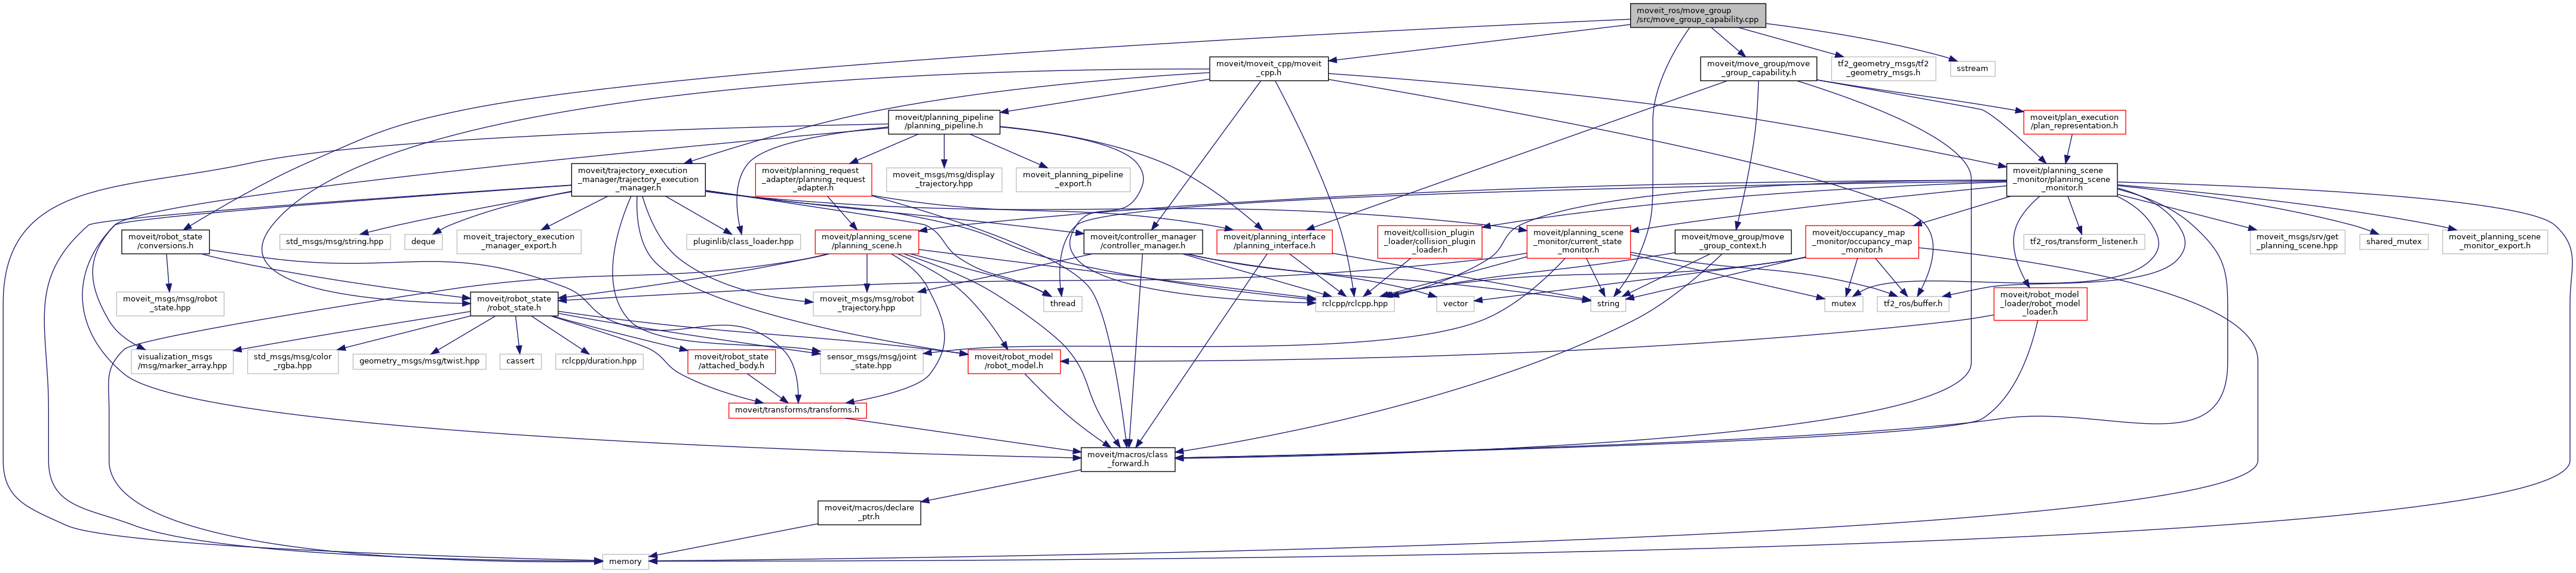 moveit_ros/move_group
/src/move_group_capability.cpp
moveit/moveit_cpp/moveit
_cpp.h
moveit/move_group/move
_group_capability.h
tf2_geometry_msgs/tf2
_geometry_msgs.h
sstream
moveit/planning_pipeline
/planning_pipeline.h
moveit/plan_execution
/plan_representation.h
moveit/trajectory_execution
_manager/trajectory_execution
_manager.h
moveit/planning_request
_adapter/planning_request
_adapter.h
moveit_msgs/msg/display
_trajectory.hpp
moveit_planning_pipeline
_export.h
moveit/planning_scene
_monitor/planning_scene
_monitor.h
moveit/robot_state
/conversions.h
std_msgs/msg/string.hpp
deque
moveit_trajectory_execution
_manager_export.h
pluginlib/class_loader.hpp
moveit/planning_scene
/planning_scene.h
moveit/controller_manager
/controller_manager.h
moveit/planning_interface
/planning_interface.h
moveit/collision_plugin
_loader/collision_plugin
_loader.h
moveit/planning_scene
_monitor/current_state
_monitor.h
moveit/move_group/move
_group_context.h
moveit/occupancy_map
_monitor/occupancy_map
_monitor.h
tf2_ros/transform_listener.h
moveit_msgs/srv/get
_planning_scene.hpp
shared_mutex
moveit_planning_scene
_monitor_export.h
moveit_msgs/msg/robot
_state.hpp
moveit/robot_state
/robot_state.h
moveit_msgs/msg/robot
_trajectory.hpp
thread
rclcpp/rclcpp.hpp
vector
string
mutex
tf2_ros/buffer.h
moveit/robot_model
_loader/robot_model
_loader.h
visualization_msgs
/msg/marker_array.hpp
std_msgs/msg/color
_rgba.hpp
geometry_msgs/msg/twist.hpp
cassert
rclcpp/duration.hpp
moveit/robot_state
/attached_body.h
sensor_msgs/msg/joint
_state.hpp
moveit/robot_model
/robot_model.h
moveit/transforms/transforms.h
moveit/macros/class
_forward.h
moveit/macros/declare
_ptr.h
memory